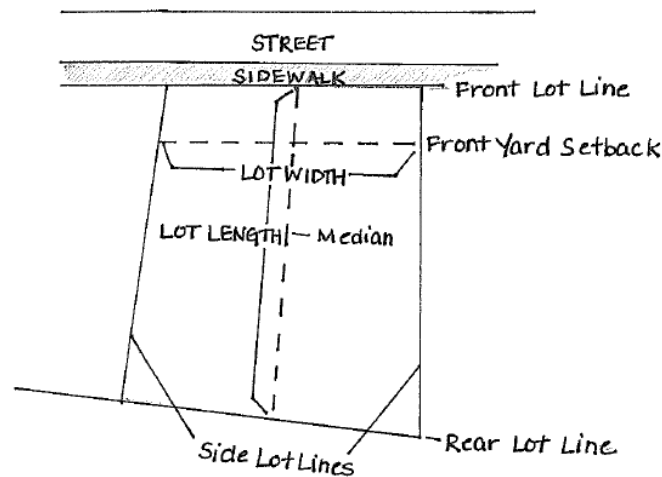 STREET
SIDEWALK
Front Lot Line
Front Yard Setback
LOT WIDTH
LOT LENGTH
Median
Rear Lot Line
Side Lot Lines